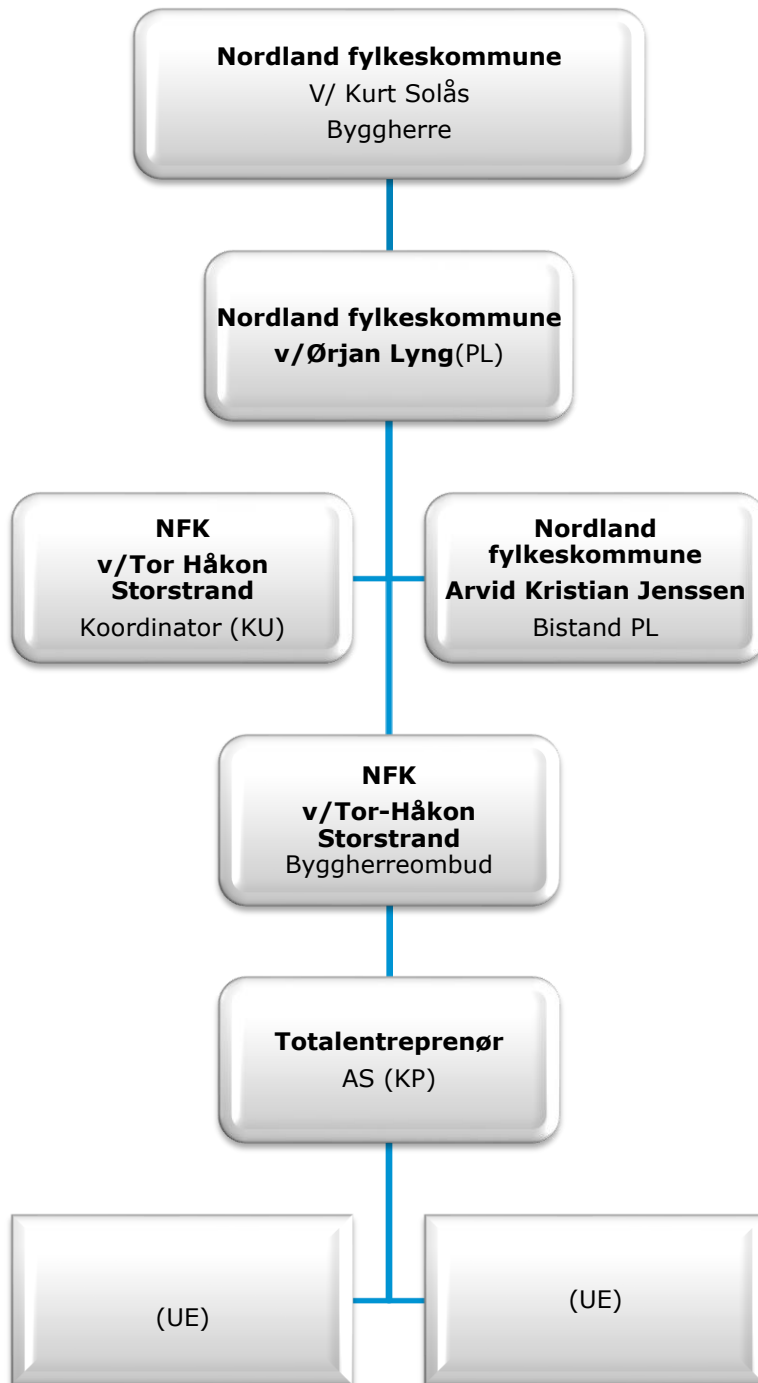 Nordland fylkeskommune
V/ Kurt Solås
Byggherre
Nordland fylkeskommune
v/Ørjan Lyng(PL)
NFK
v/Tor Håkon
Storstrand
Koordinator (KU)
Nordland
fylkeskommune
Arvid Kristian Jenssen
Bistand PL
NFK
v/Tor-Håkon
Storstrand
Byggherreombud
Totalentreprenør
AS (KP)
(UE)
(UE)